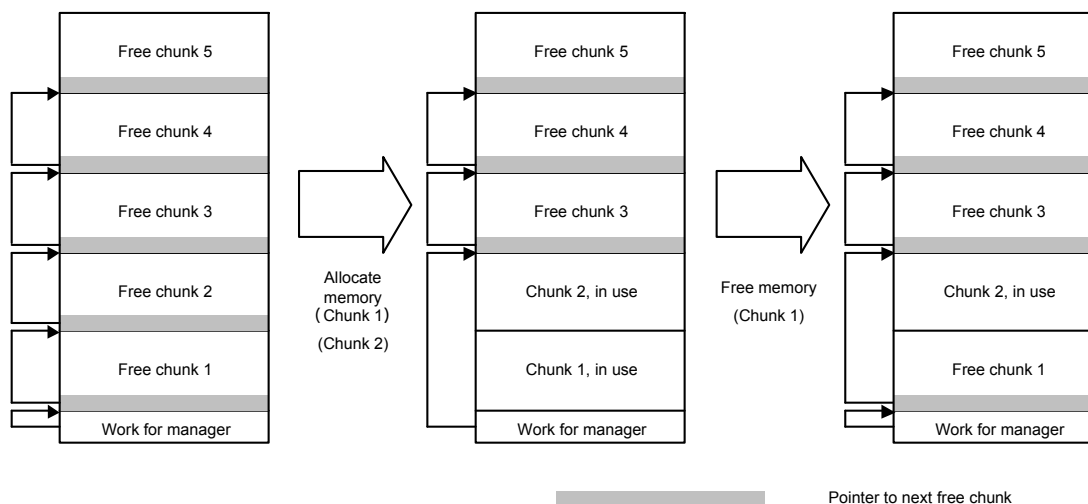 Free chunk 5
Free chunk 4
Free chunk 3
Free chunk 2
Free chunk 1
Work for manager
Allocate
memory
(Chunk 1)
(Chunk 2)
Free chunk 5
Free chunk 4
Free chunk 3
Chunk 2, in use
Chunk 1, in use
Work for manager
Free memory
(Chunk 1)
Free chunk 5
Free chunk 4
Free chunk 3
Chunk 2, in use
Free chunk 1
Work for manager
Pointer to next free chunk